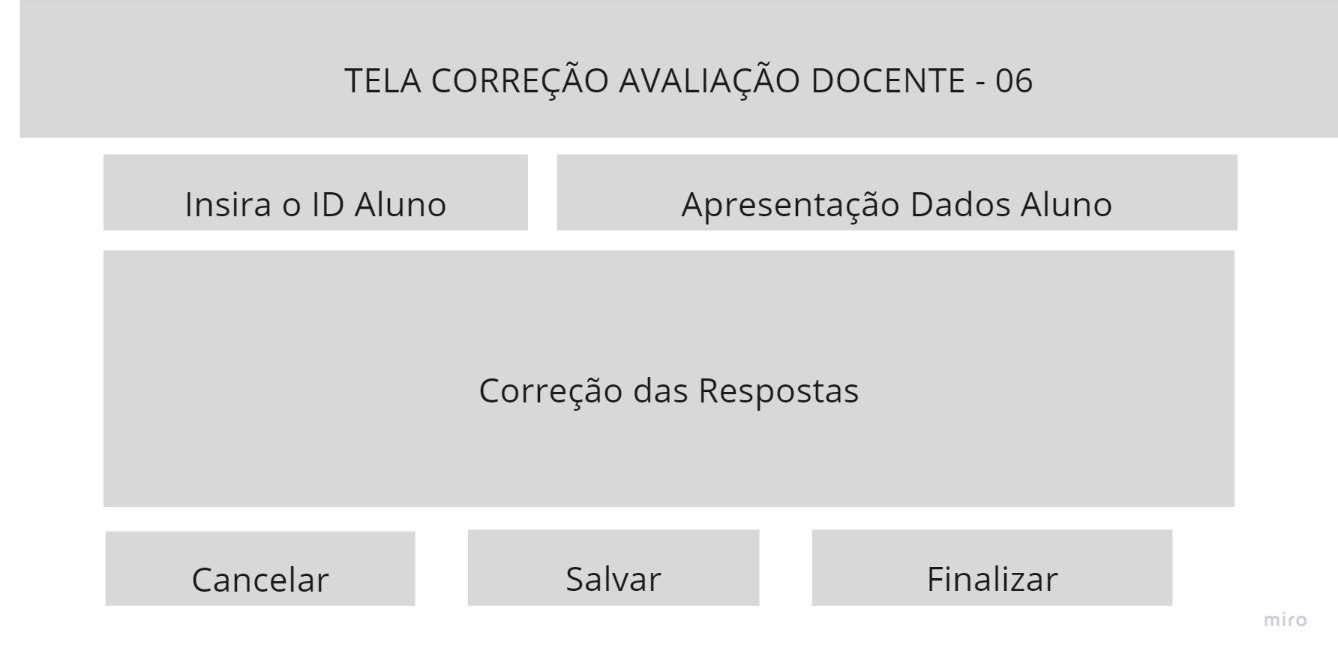 TELA CORREÇÃO AVALIAÇÃO DOCENTE - 06
Insira o ID Aluno
Apresentação Dados Aluno
Correção das Respostas
Cancelar
Salvar
Finalizar
miro